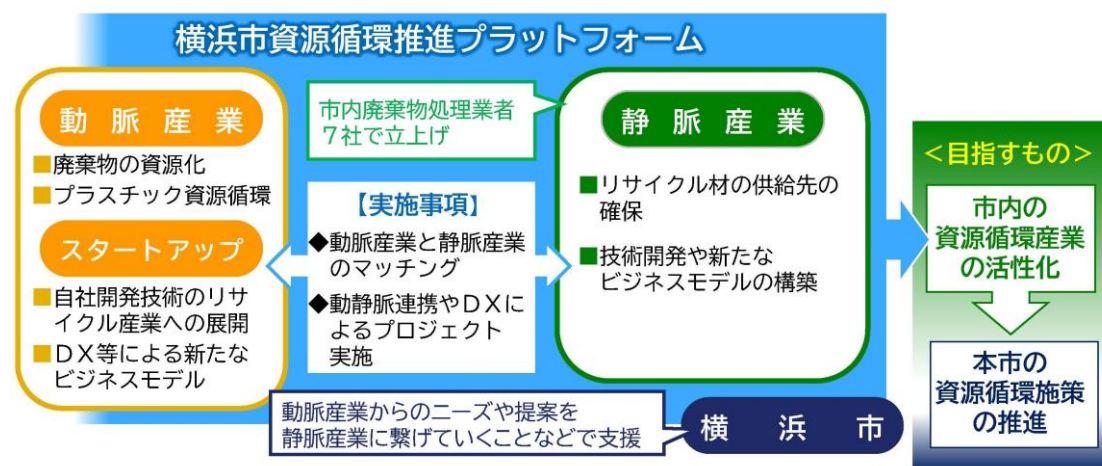 横浜市資源循環推進プラットフォーム
動脈産業
■廃棄物の資源化
■プラスチック資源循環
スタートアップ
■自社開発技術のリサ
イクル産業への展開
■ＤＸ等による新たな
ビジネスモデル
市内廃棄物処理業者
７社で立上げ
【実施事項】
◆動脈産業と静脈産業
のマッチング
◆動静脈連携やＤＸに
よるプロジェクト
実施
静脈産業
■リサイクル材の供給先の
確保
■技術開発や新たな
ビジネスモデルの構築
動脈産業からのニーズや提案を
静脈産業に繋げていくことなどで支援
横浜市
＜目指すもの＞
市内の
資源循環産業
の活性化
本市の
資源循環施策
の推進